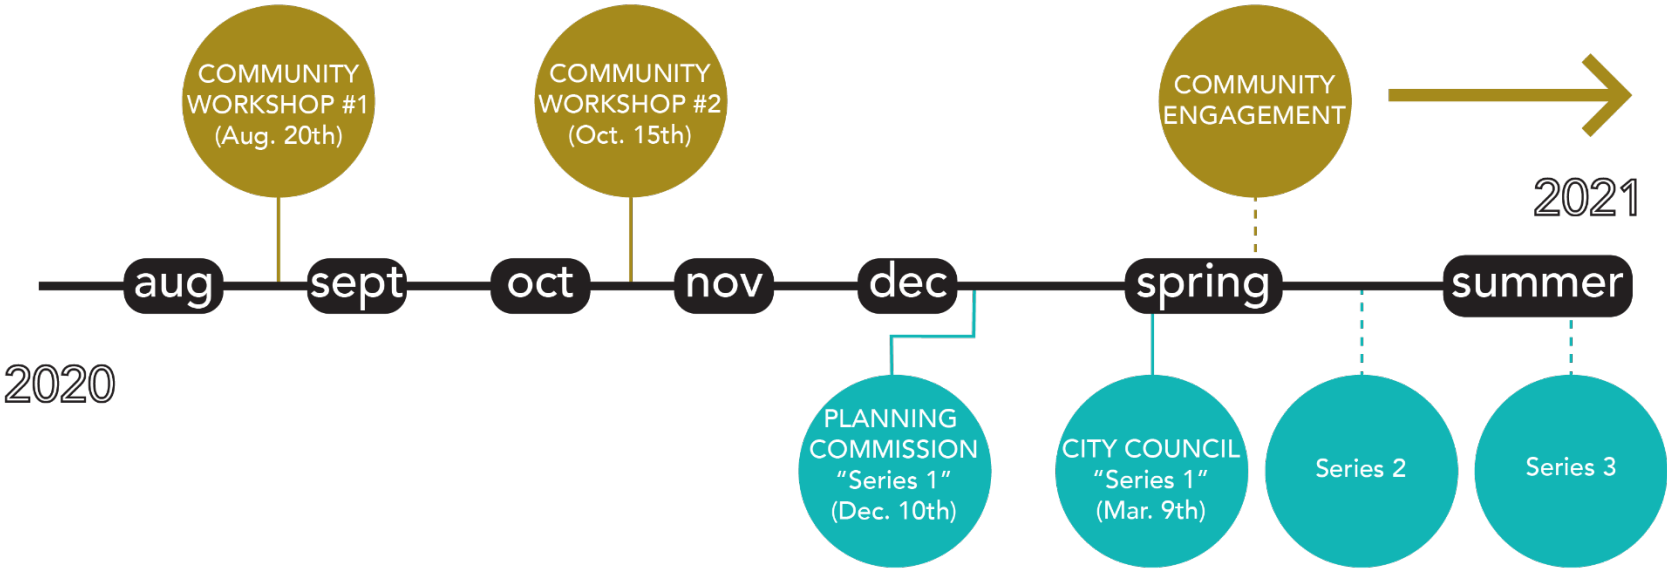 COMMUNITY
WORKSHOP #1
(Aug. 20th)
COMMUNITY
WORKSHOP #2
(Oct. 15th)
COMMUNITY
ENGAGEMENT
2021
aug
sept
oct
nov
dec
spring
summer
2020
PLANNING
COMMISSION
“Series 1”
(Dec. 10th)
CITY COUNCIL
”Series 1”
(Mar. 9th)
Series 2
Series 3